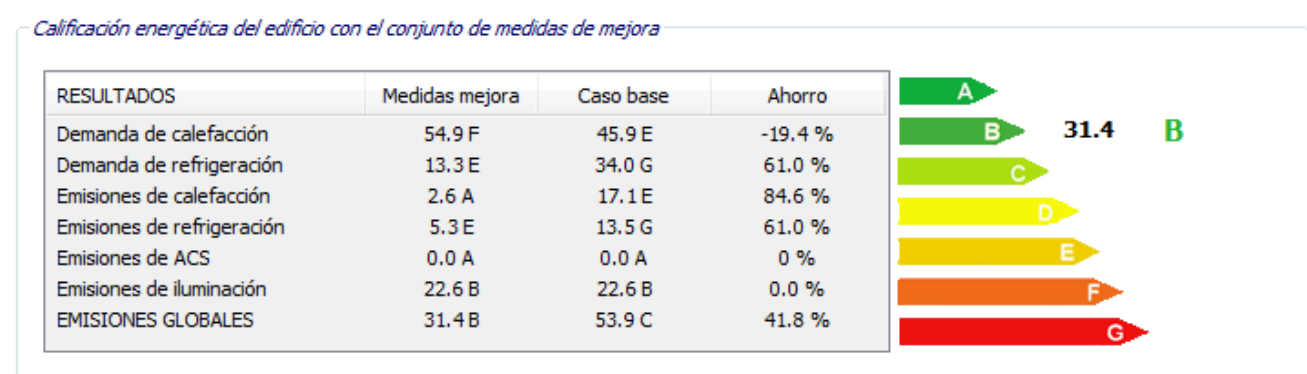 Calificación energética del edificio con el conjunto de medidas de mejora
RESULTADOS Medidas mejora Caso base Ahorro
Demanda de calefacción 54.9 F 45.9 E -19.4 %
Demanda de refrigeración 13.3 E 34.0 G 61.0 %
Emisiones de calefacción 2.6 A 17.1 E 84.6 %
Emisiones de refrigeración 5.3 E 13.5 G 61.0 %
Emisiones de ACS 0.0 A 0.0 A 0 %
Emisiones de iluminación 22.6 B 22.6 B 0.0 %
EMISIONES GLOBALES 31.4 B 53.9 C 41.8 %
A
B 31.4 B
C
D
E
F
G